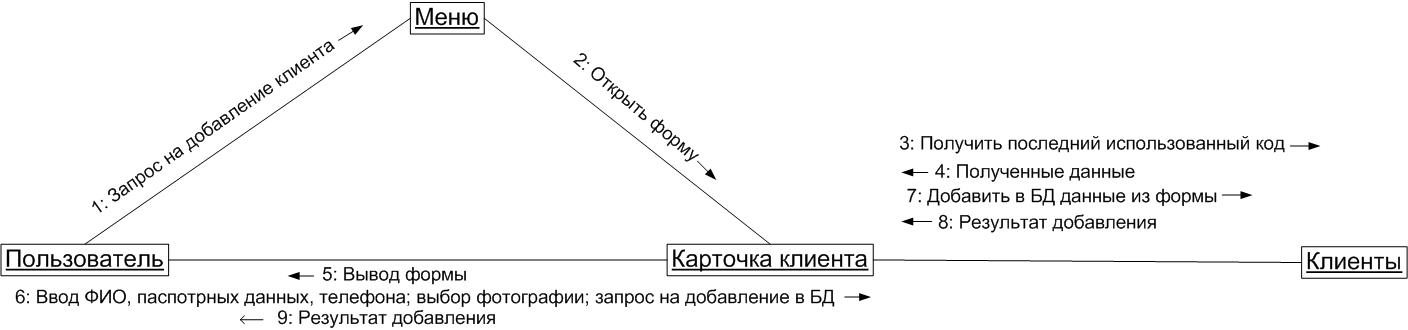 Меню
1: Запрос на добавление клиента
2: Открыть форму
3: Получить последний использованный код
4: Полученные данные
7: Добавить в БД данные из формы
8: Результат добавления
Пользователь
Карточка клиента
Клиенты
5: Вывод формы
6: Ввод ФИО, паспотрных данных, телефона; выбор фотографии; запрос на добавление в БД
9: Результат добавления